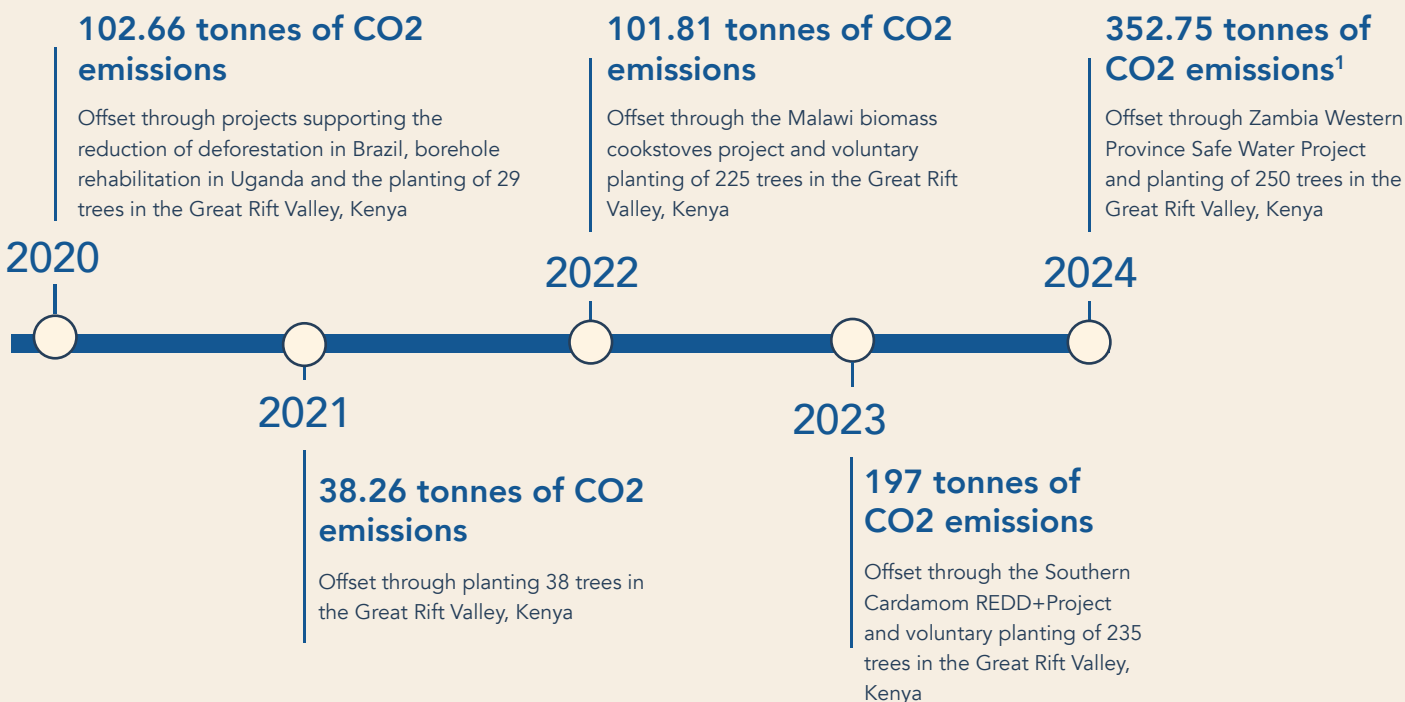 102.66 tonnes of CO2
emissions
Offset through projects supporting the
reduction of deforestation in Brazil, borehole
rehabilitation in Uganda and the planting of 29
trees in the Great Rift Valley, Kenya
2020
2021
38.26 tonnes of CO2
emissions
Offset through planting 38 trees in
the Great Rift Valley, Kenya
101.81 tonnes of CO2
emissions
Offset through the Malawi biomass
cookstoves project and voluntary
planting of 225 trees in the Great Rift
Valley, Kenya
2022
2023
197 tonnes of
CO2 emissions
Offset through the Southern
Cardamom REDD+Project
and voluntary planting of 235
trees in the Great Rift Valley,
Kenya
352.75 tonnes of
CO2 emissions¹
Offset through Zambia Western
Province Safe Water Project
and planting of 250 trees in the
Great Rift Valley, Kenya
2024